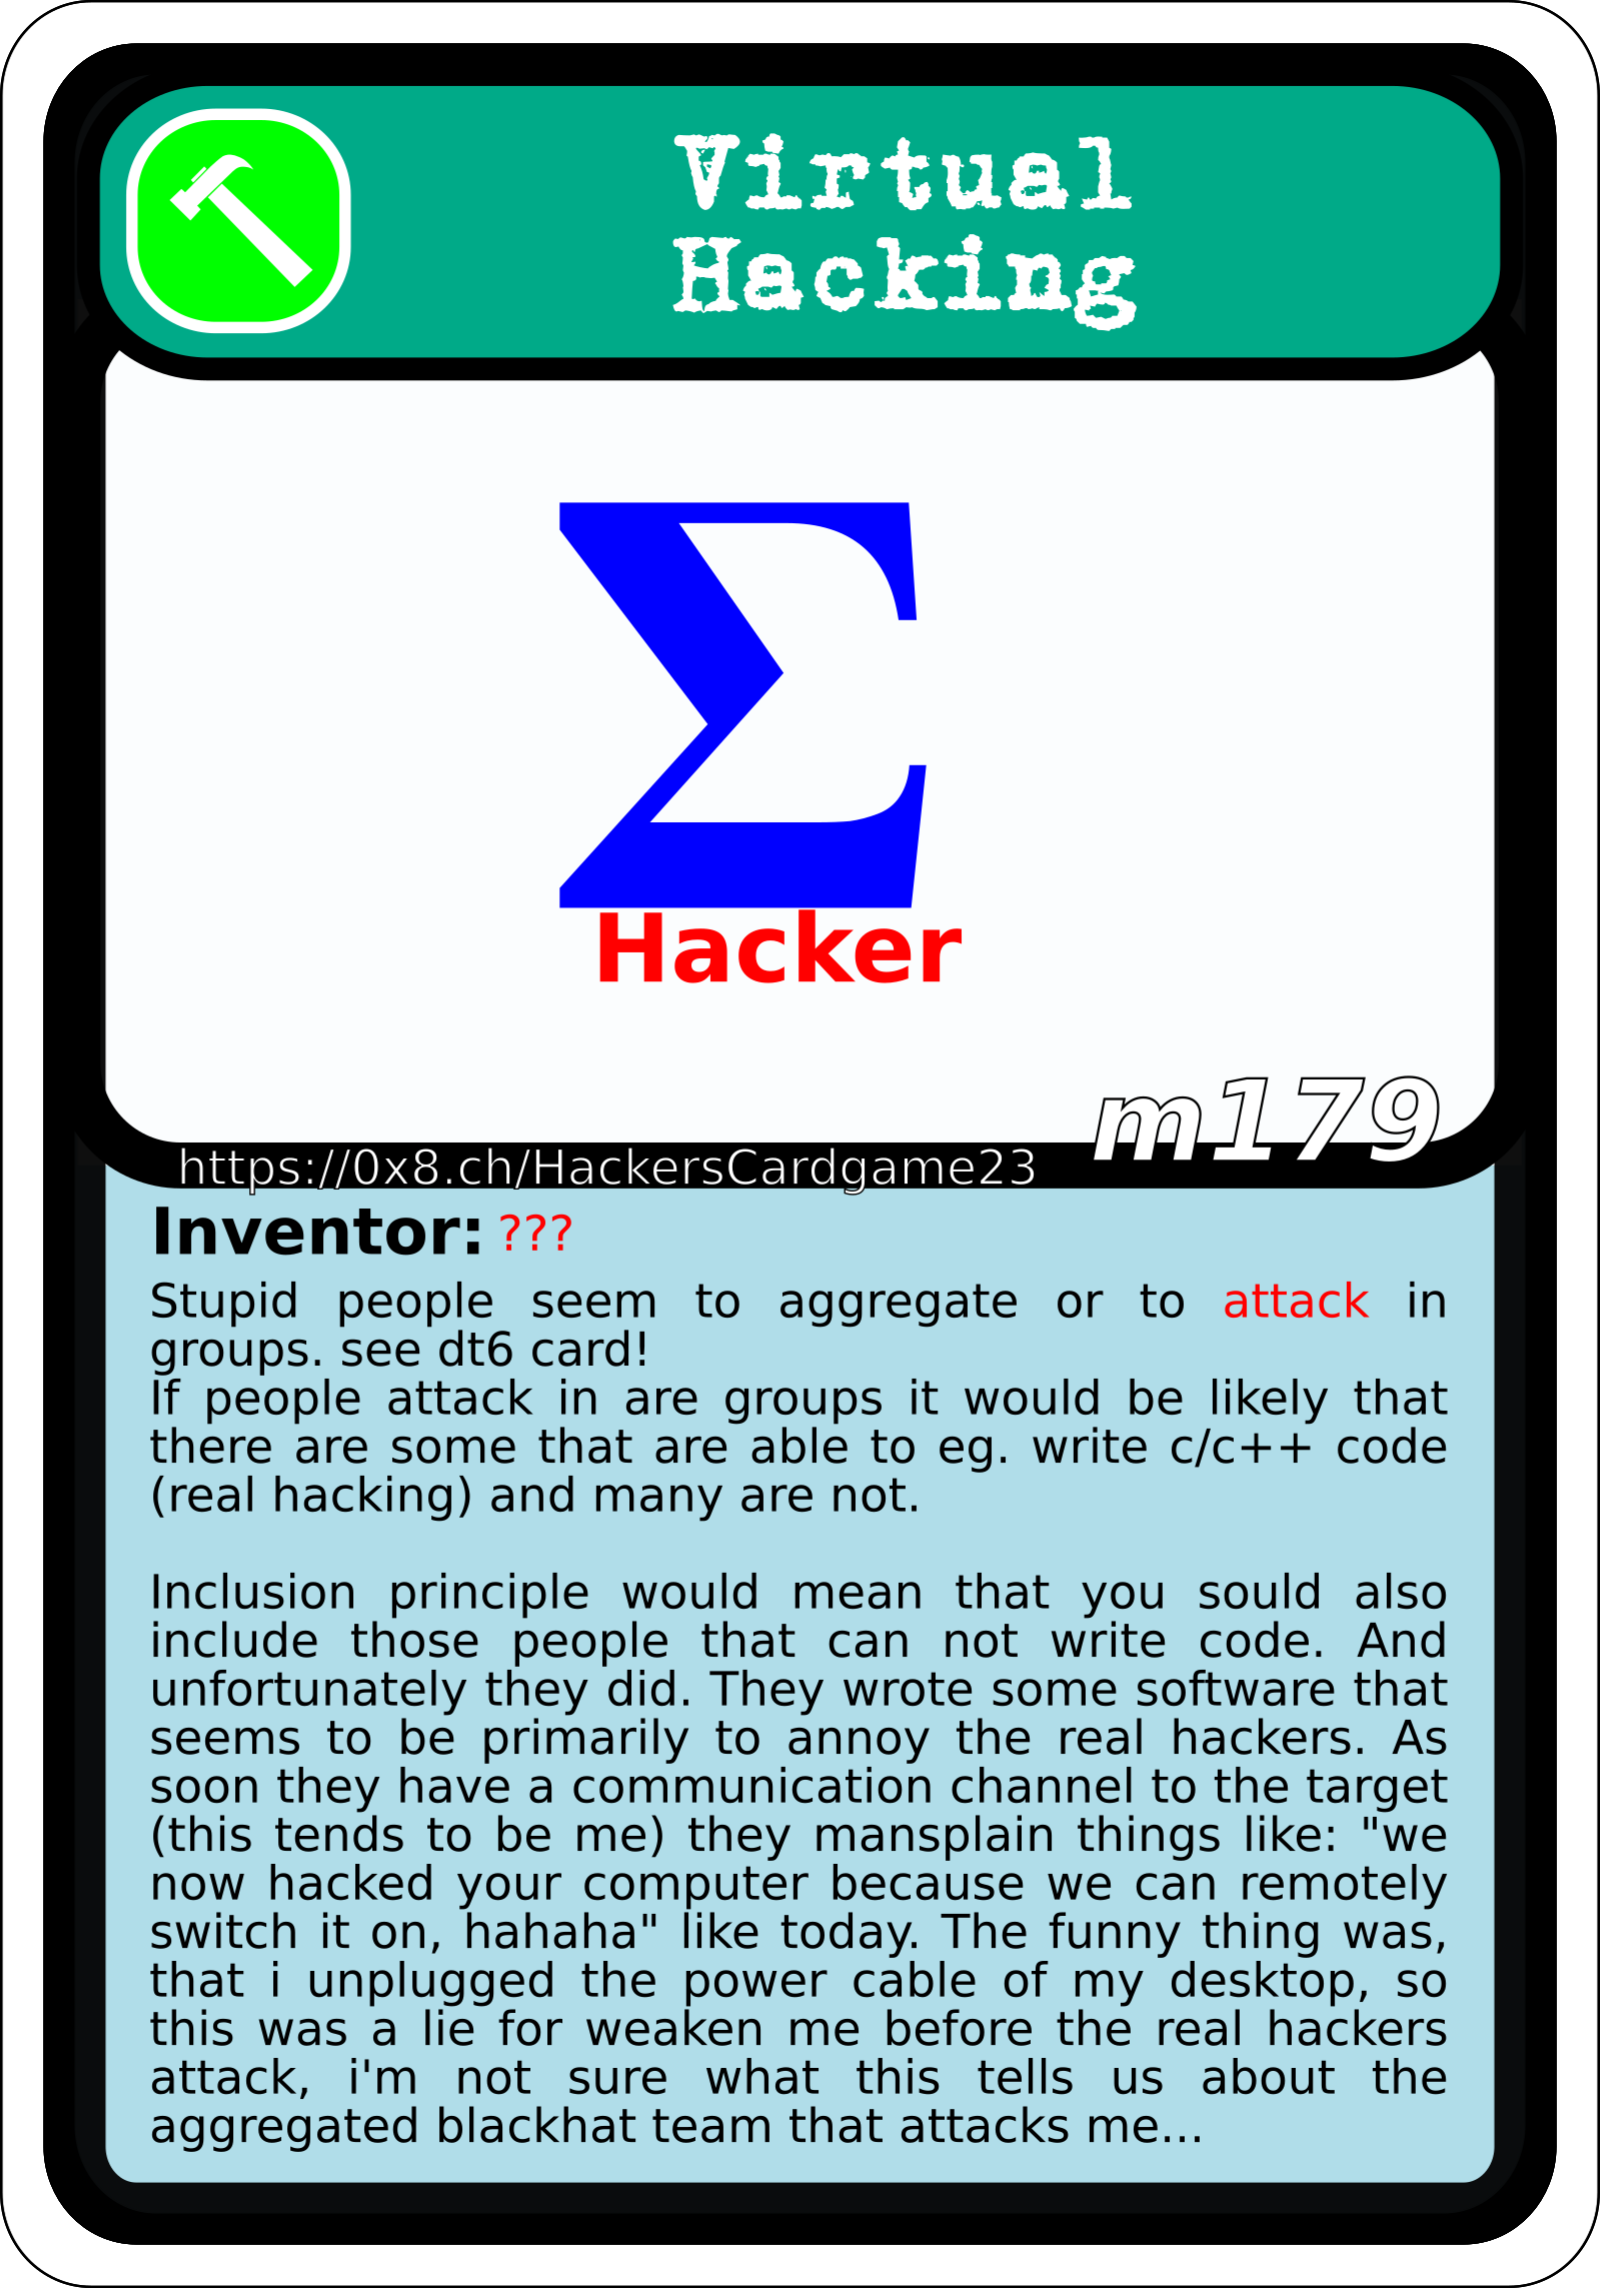 Virtual
Hacking
Σ
Hacker
m179
https://0x8.ch/HackersCardgame23
Inventor: ???
Stupid people seem to aggregate or to attack in
groups. see dt6 card!
If people attack in are groups it would be likely that
there are some that are able to eg. write c/c++ code
(real hacking) and many are not.
Inclusion principle would mean that you sould also
include those people that can not write code. And
unfortunately they did. They wrote some software that
seems to be primarily to annoy the real hackers. As
soon they have a communication channel to the target
(this tends to be me) they mansplain things like: "we
now hacked your computer because we can remotely
switch it on, hahaha" like today. The funny thing was,
that i unplugged the power cable of my desktop, so
this was a lie for weaken me before the real hackers
attack, i'm not sure what this tells us about the
aggregated blackhat team that attacks me...